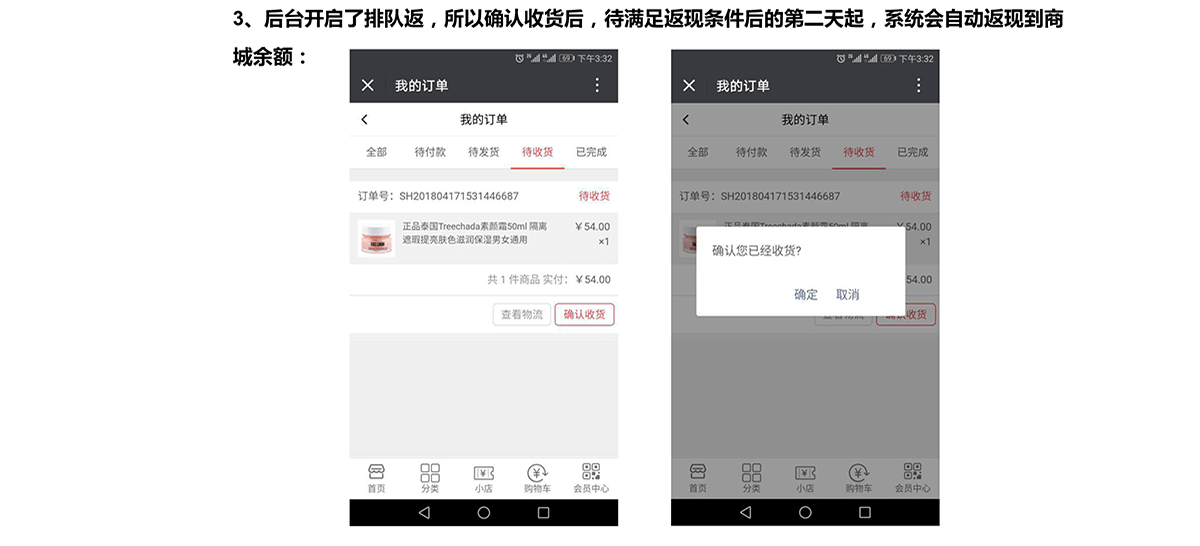 3、后台开启了排队返，所以确认收货后，待满足返现条件后的第二天起，系统会自动返现到商
城余额：
69 下午3:32
我的订单
我的订单
全部 待付款 待发货 待收货 已完成
订单号：SH201804171531446687 待收货
正品泰国Treechada素颜霜50ml 隔离 ￥54.00
遮瑕提亮肤色滋润保湿男女通用 ×1
共 1 件商品 实付：￥54.00
查看物流 确认收货
首页 分类 小店 购物车 会员中心
69 下午3:32
我的订单
我的订单
全部 待付款 待发货 待收货 已完成
订单号：SH201804171531446687 待收货
正品泰国Treechada素颜霜50ml 隔离 ￥54.00
×1
确认您已经收货?
54.00
确定 取消
查看物流 确认收货
首页 分类 小店 购物车 会员中心